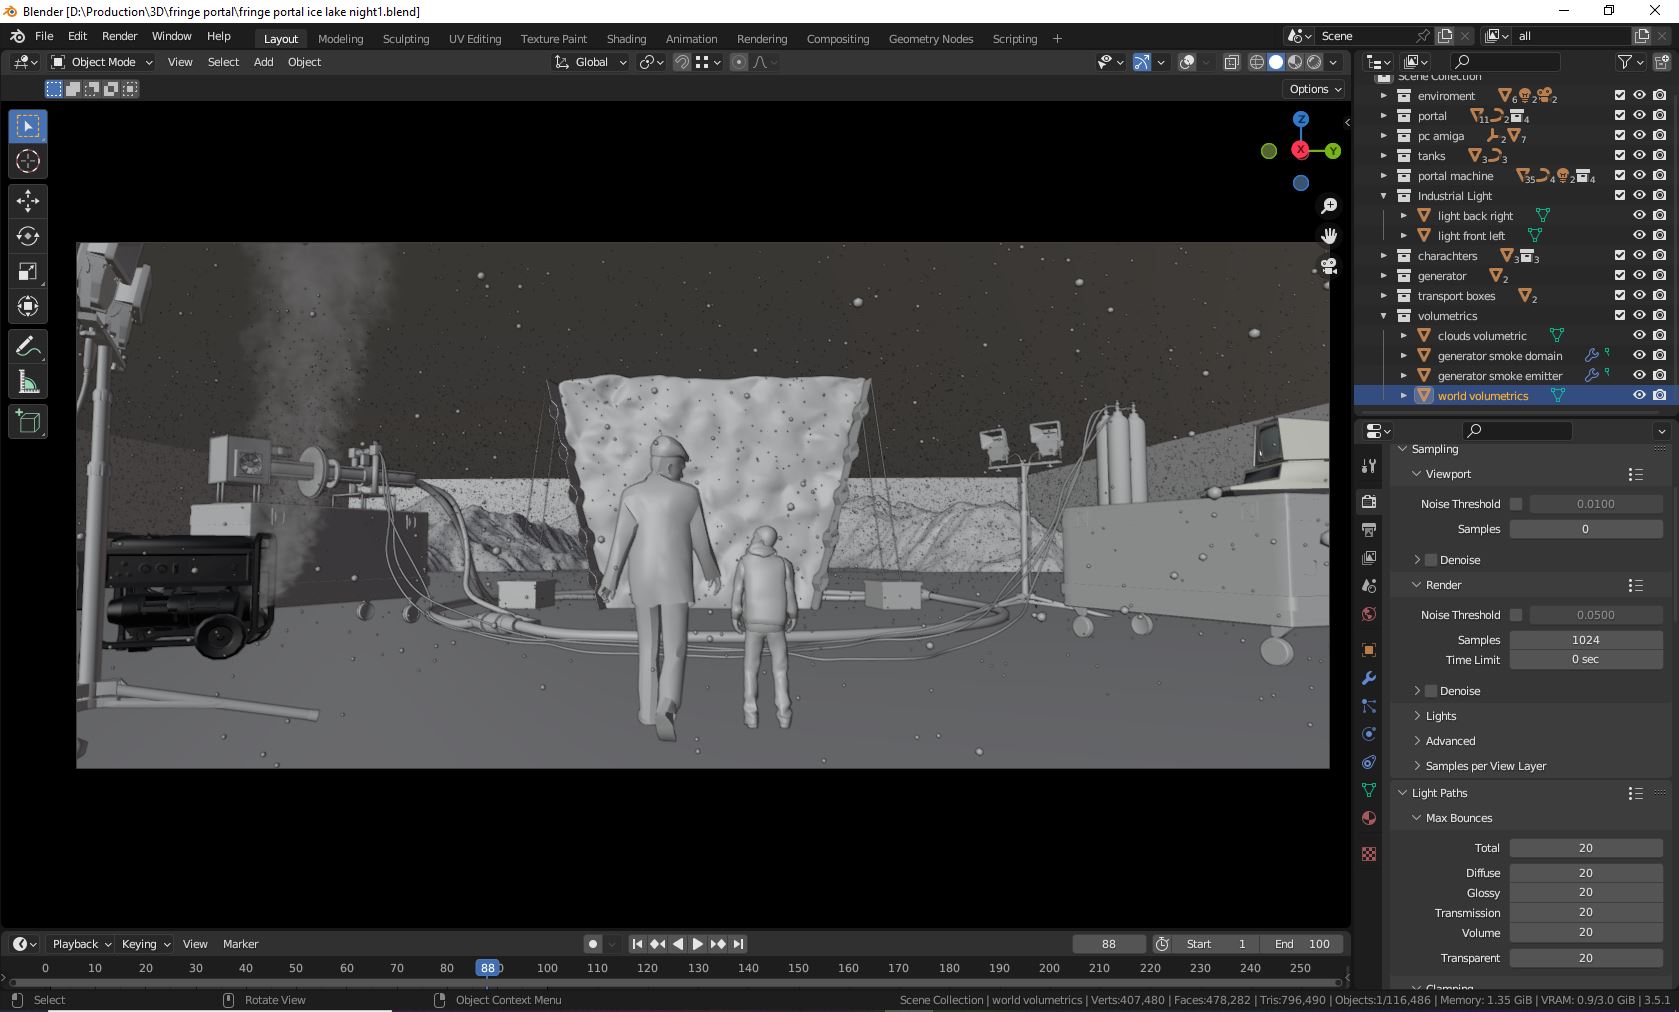 Blender [D:\Production\3D\fringe portal\fringe portal ice lake night1.blend]
File Edit Render Window Help Layout Modeling Sculpting UV Editing Texture Paint Shading Animation Rendering Compositing Geometry Nodes Scripting + Scene all
Object Mode View Select Add Object Global
Options
Z
X Y
Scene Collection
enviroment 6 2 2
portal 11 2 4
pc amiga 2 7
tanks 3 3
portal machine 35 4 2 4
Industrial Light
light back right
light front left
charachters 3 3
generator 2
transport boxes 2
volumetrics
clouds volumetric
generator smoke domain
generator smoke emitter
world volumetrics
Sampling
Viewport
Noise Threshold 0.0100
Samples 0
Denoise
Render
Noise Threshold 0.0500
Samples 1024
Time Limit 0 sec
Denoise
Lights
Advanced
Samples per View Layer
Light Paths
Max Bounces
Total 20
Diffuse 20
Glossy 20
Transmission 20
Volume 20
Transparent 20
Clamping
Playback Keying View Marker 88 Start 1 End 100
0 10 20 30 40 50 60 70 80 88 100 110 120 130 140 150 160 170 180 190 200 210 220 230 240 250
Select Rotate View Object Context Menu Scene Collection | world volumetrics | Verts:407,480 | Faces:478,282 | Tris:796,490 | Objects:1/116,486 | Memory: 1.35 GiB | VRAM: 0.9/3.0 GiB | 3.5.1